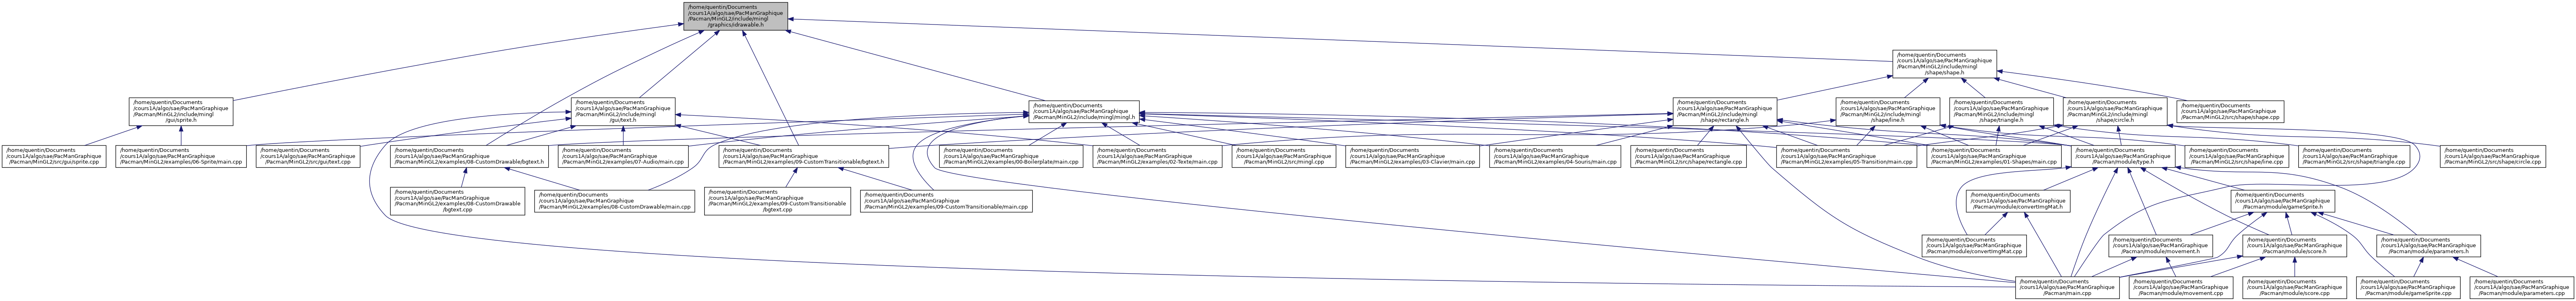 /home/quentin/Documents
/cours1A/algo/sae/PacManGraphique
/Pacman/MinGL2/include/mingl
/graphics/idrawable.h
/home/quentin/Documents
/cours1A/algo/sae/PacManGraphique
/Pacman/MinGL2/include/mingl
/shape/shape.h
/home/quentin/Documents
/cours1A/algo/sae/PacManGraphique
/Pacman/MinGL2/include/mingl
/gui/sprite.h
/home/quentin/Documents
/cours1A/algo/sae/PacManGraphique
/Pacman/MinGL2/include/mingl
/gui/text.h
/home/quentin/Documents
/cours1A/algo/sae/PacManGraphique
/Pacman/MinGL2/include/mingl/mingl.h
/home/quentin/Documents
/cours1A/algo/sae/PacManGraphique
/Pacman/MinGL2/include/mingl
/shape/rectangle.h
/home/quentin/Documents
/cours1A/algo/sae/PacManGraphique
/Pacman/MinGL2/include/mingl
/shape/line.h
/home/quentin/Documents
/cours1A/algo/sae/PacManGraphique
/Pacman/MinGL2/include/mingl
/shape/triangle.h
/home/quentin/Documents
/cours1A/algo/sae/PacManGraphique
/Pacman/MinGL2/include/mingl
/shape/circle.h
/home/quentin/Documents
/cours1A/algo/sae/PacManGraphique
/Pacman/MinGL2/src/shape/shape.cpp
/home/quentin/Documents
/cours1A/algo/sae/PacManGraphique
/Pacman/MinGL2/src/gui/sprite.cpp
/home/quentin/Documents
/cours1A/algo/sae/PacManGraphique
/Pacman/MinGL2/examples/06-Sprite/main.cpp
/home/quentin/Documents
/cours1A/algo/sae/PacManGraphique
/Pacman/MinGL2/src/gui/text.cpp
/home/quentin/Documents
/cours1A/algo/sae/PacManGraphique
/Pacman/MinGL2/examples/08-CustomDrawable/bgtext.h
/home/quentin/Documents
/cours1A/algo/sae/PacManGraphique
/Pacman/MinGL2/examples/07-Audio/main.cpp
/home/quentin/Documents
/cours1A/algo/sae/PacManGraphique
/Pacman/MinGL2/examples/09-CustomTransitionable/bgtext.h
/home/quentin/Documents
/cours1A/algo/sae/PacManGraphique
/Pacman/MinGL2/examples/00-Boilerplate/main.cpp
/home/quentin/Documents
/cours1A/algo/sae/PacManGraphique
/Pacman/MinGL2/examples/02-Texte/main.cpp
/home/quentin/Documents
/cours1A/algo/sae/PacManGraphique
/Pacman/MinGL2/src/mingl.cpp
/home/quentin/Documents
/cours1A/algo/sae/PacManGraphique
/Pacman/MinGL2/examples/03-Clavier/main.cpp
/home/quentin/Documents
/cours1A/algo/sae/PacManGraphique
/Pacman/MinGL2/examples/04-Souris/main.cpp
/home/quentin/Documents
/cours1A/algo/sae/PacManGraphique
/Pacman/MinGL2/src/shape/rectangle.cpp
/home/quentin/Documents
/cours1A/algo/sae/PacManGraphique
/Pacman/MinGL2/examples/05-Transition/main.cpp
/home/quentin/Documents
/cours1A/algo/sae/PacManGraphique
/Pacman/MinGL2/examples/01-Shapes/main.cpp
/home/quentin/Documents
/cours1A/algo/sae/PacManGraphique
/Pacman/module/type.h
/home/quentin/Documents
/cours1A/algo/sae/PacManGraphique
/Pacman/MinGL2/src/shape/line.cpp
/home/quentin/Documents
/cours1A/algo/sae/PacManGraphique
/Pacman/MinGL2/src/shape/triangle.cpp
/home/quentin/Documents
/cours1A/algo/sae/PacManGraphique
/Pacman/MinGL2/src/shape/circle.cpp
/home/quentin/Documents
/cours1A/algo/sae/PacManGraphique
/Pacman/MinGL2/examples/08-CustomDrawable
/bgtext.cpp
/home/quentin/Documents
/cours1A/algo/sae/PacManGraphique
/Pacman/MinGL2/examples/08-CustomDrawable/main.cpp
/home/quentin/Documents
/cours1A/algo/sae/PacManGraphique
/Pacman/MinGL2/examples/09-CustomTransitionable
/bgtext.cpp
/home/quentin/Documents
/cours1A/algo/sae/PacManGraphique
/Pacman/MinGL2/examples/09-CustomTransitionable/main.cpp
/home/quentin/Documents
/cours1A/algo/sae/PacManGraphique
/Pacman/module/convertImgMat.h
/home/quentin/Documents
/cours1A/algo/sae/PacManGraphique
/Pacman/module/gameSprite.h
/home/quentin/Documents
/cours1A/algo/sae/PacManGraphique
/Pacman/module/convertImgMat.cpp
/home/quentin/Documents
/cours1A/algo/sae/PacManGraphique
/Pacman/module/movement.h
/home/quentin/Documents
/cours1A/algo/sae/PacManGraphique
/Pacman/module/score.h
/home/quentin/Documents
/cours1A/algo/sae/PacManGraphique
/Pacman/module/parameters.h
/home/quentin/Documents
/cours1A/algo/sae/PacManGraphique
/Pacman/main.cpp
/home/quentin/Documents
/cours1A/algo/sae/PacManGraphique
/Pacman/module/movement.cpp
/home/quentin/Documents
/cours1A/algo/sae/PacManGraphique
/Pacman/module/score.cpp
/home/quentin/Documents
/cours1A/algo/sae/PacManGraphique
/Pacman/module/gameSprite.cpp
/home/quentin/Documents
/cours1A/algo/sae/PacManGraphique
/Pacman/module/parameters.cpp